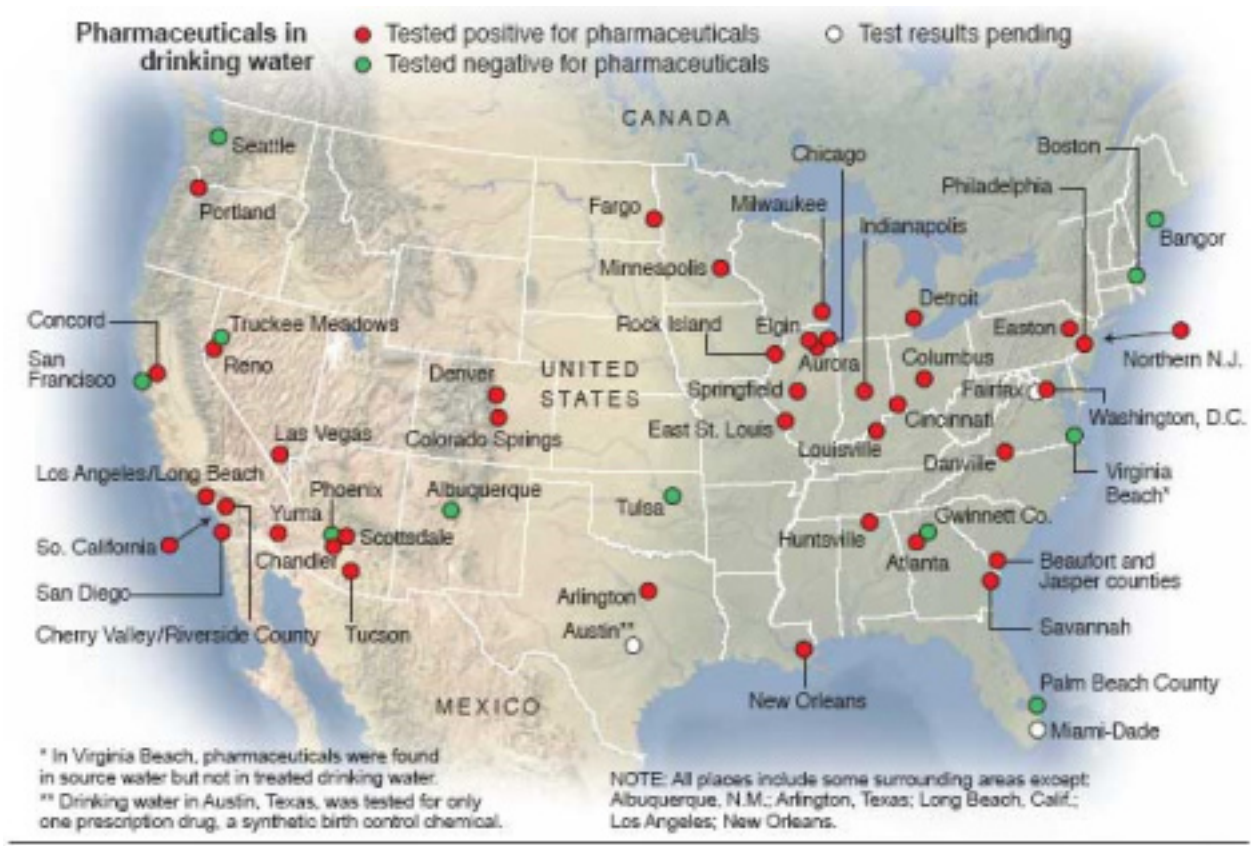 Pharmaceuticals in
drinking water
Tested positive for pharmaceuticals
Tested negative for pharmaceuticals
Test results pending
CANADA
Seattle
Portland
Fargo
Minneapolis
Chicago
Milwaukee
Indianapolis
Boston
Philadelphia
Bangor
Concord
San
Francisco
Truckee Meadows
Reno
Rock Island
Elgin
Aurora
Detroit
Columbus
Easton
Northern N.J.
Denver
Colorado Springs
UNITED
STATES
Springfield
East St. Louis
Louisville
Cincinnati
Fairfax
Washington, D.C.
Danville
Virginia
Beach*
Las Vegas
Los Angeles/Long Beach
Phoenix
Yuma
Albuquerque
Scottsdale
Chandler
Tucson
So. California
San Diego
Cherry Valley/Riverside County
Tulsa
Huntsville
Gwinnett Co.
Atlanta
Beaufort and
Jasper counties
Savannah
Arlington
Austin**
New Orleans
Palm Beach County
Miami-Dade
MEXICO
* In Virginia Beach, pharmaceuticals were found
in source water but not in treated drinking water.
** Drinking water in Austin, Texas, was tested for only
one prescription drug, a synthetic birth control chemical.
NOTE: All places include some surrounding areas except:
Albuquerque, N.M.; Arlington, Texas; Long Beach, Calif.;
Los Angeles; New Orleans.